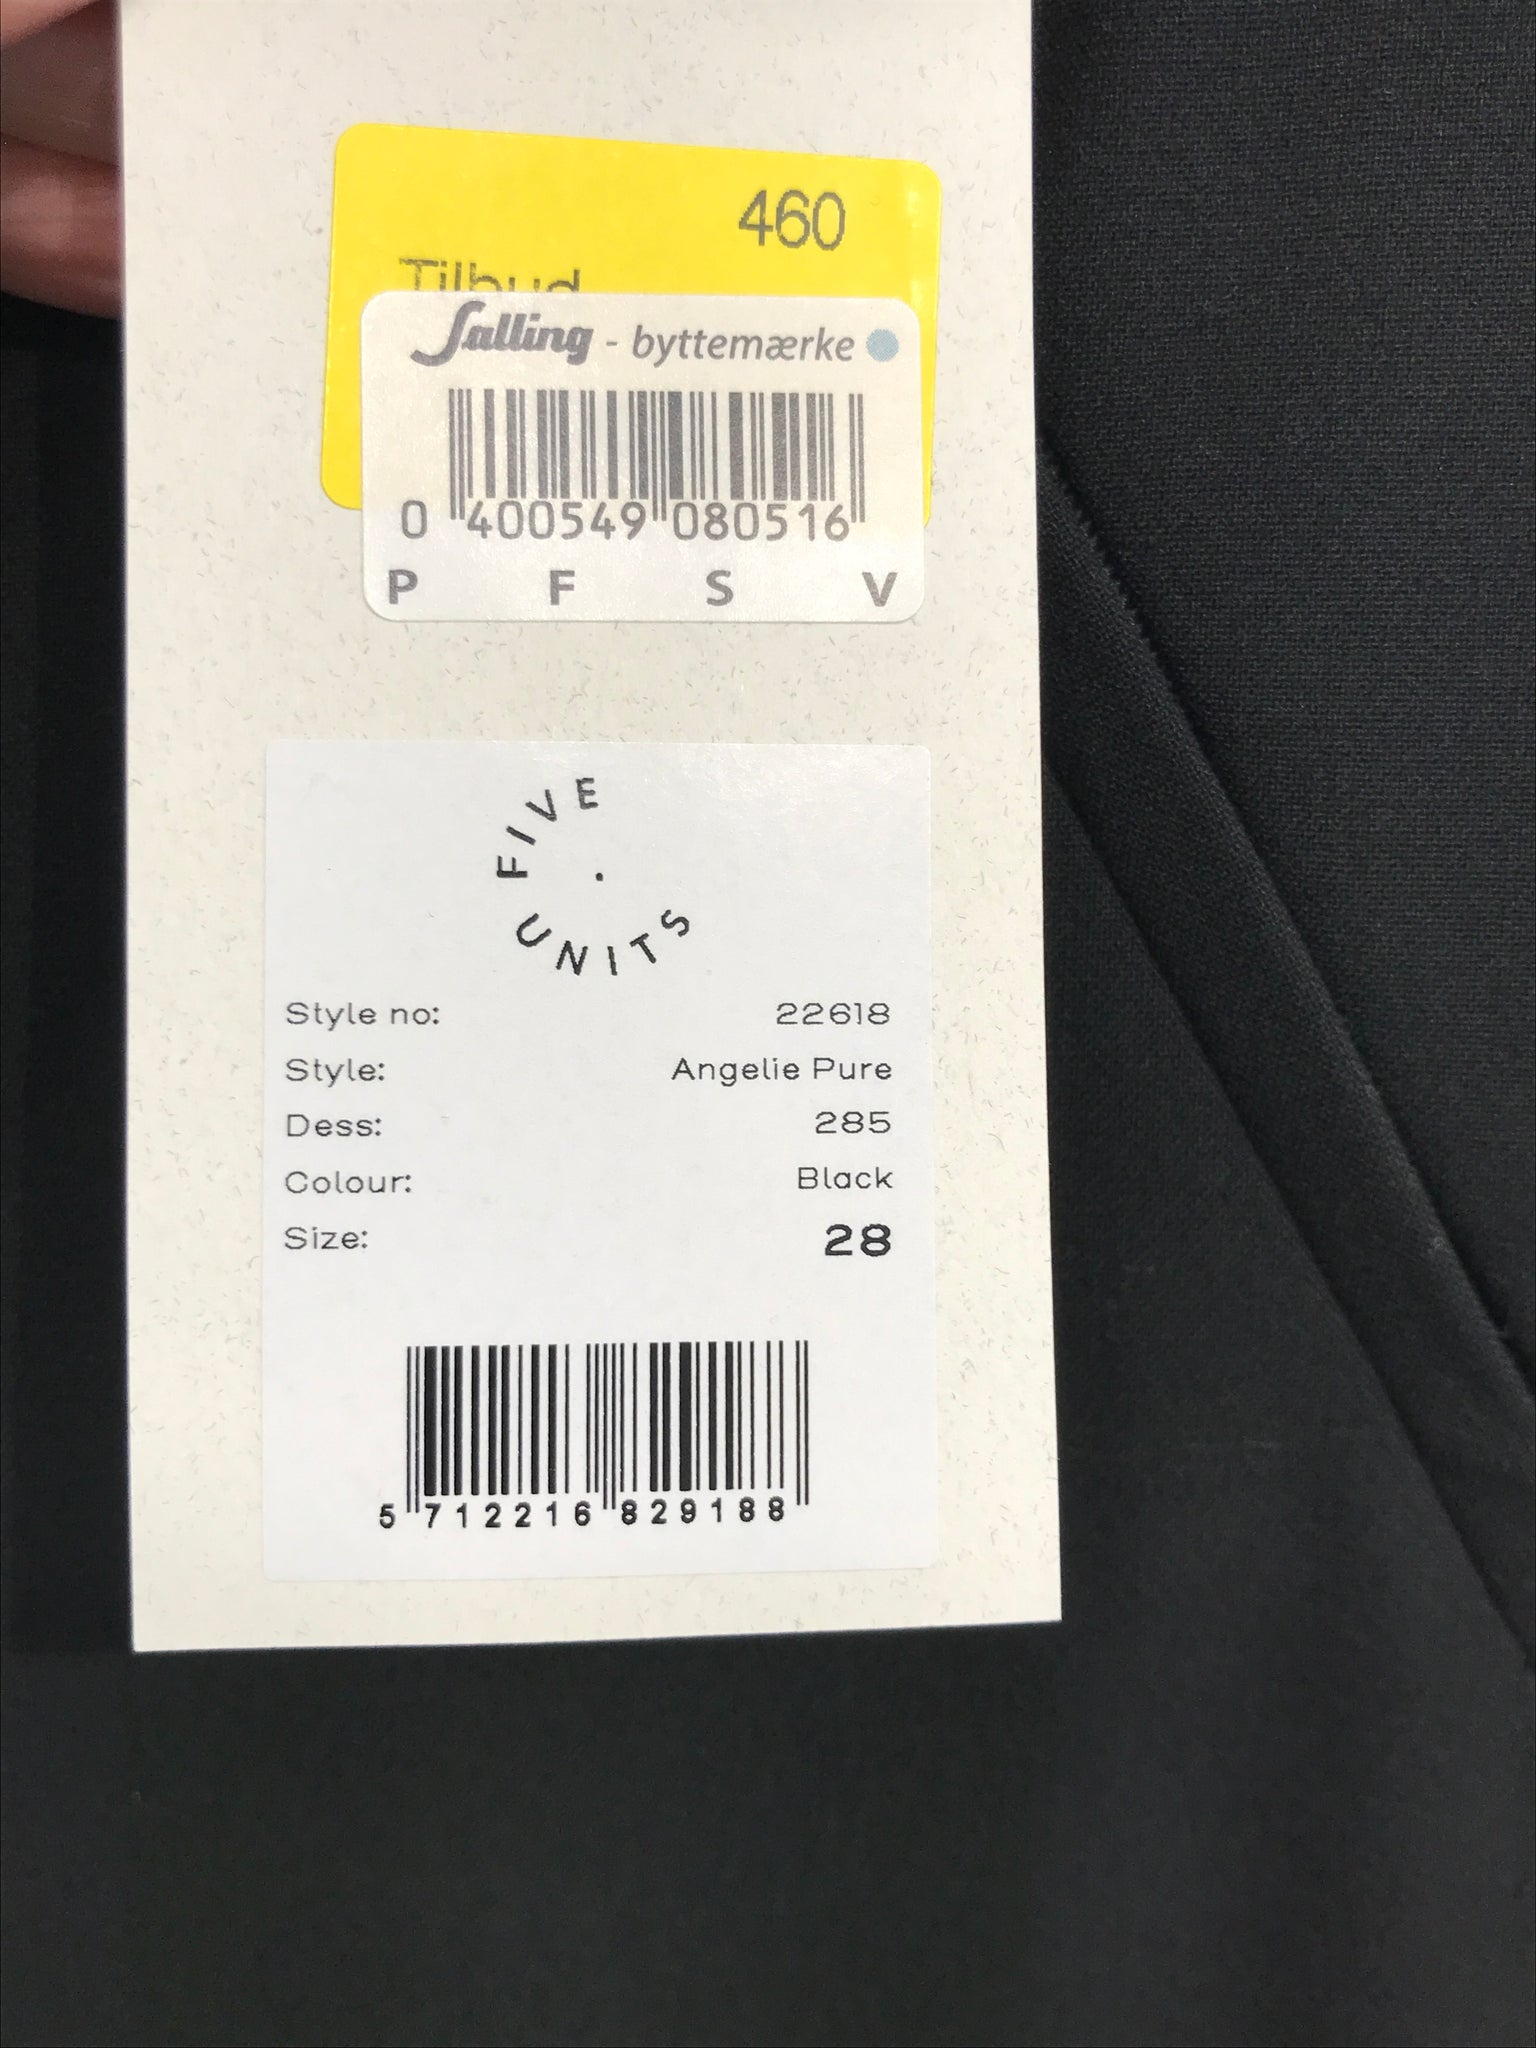 460
Tilbud
Salling - byttemærke
0 400549 080516
P F S V
FIVE
UNITS
Style no: 22618
Style: Angelie Pure
Dess: 285
Colour: Black
Size: 28
5 712216 829188